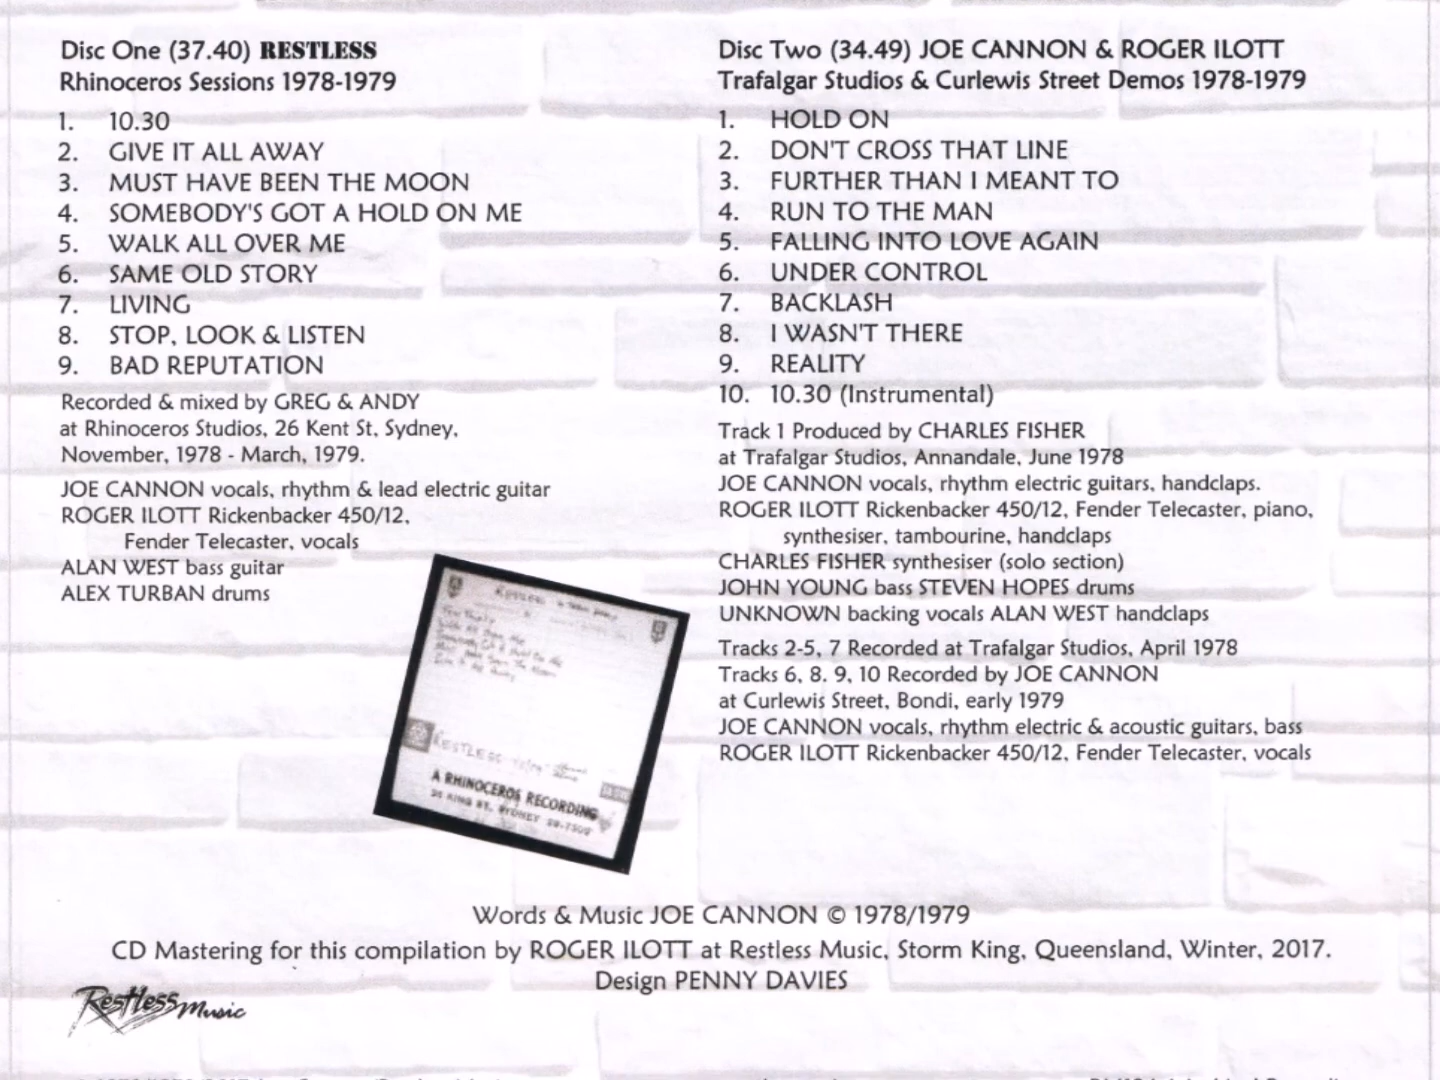 Disc One (37.40) RESTLESS
Rhinoceros Sessions 1978-1979
1. 10.30
2. GIVE IT ALL AWAY
3. MUST HAVE BEEN THE MOON
4. SOMEBODY'S GOT A HOLD ON ME
5. WALK ALL OVER ME
6. SAME OLD STORY
7. LIVING
8. STOP, LOOK & LISTEN
9. BAD REPUTATION
Recorded & mixed by GREG & ANDY
at Rhinoceros Studios, 26 Kent St, Sydney,
November, 1978 - March, 1979.
JOE CANNON vocals, rhythm & lead electric guitar
ROGER ILOTT Rickenbacker 450/12,
Fender Telecaster, vocals
ALAN WEST bass guitar
ALEX TURBAN drums
Disc Two (34.49) JOE CANNON & ROGER ILOTT
Trafalgar Studios & Curlewis Street Demos 1978-1979
1. HOLD ON
2. DON'T CROSS THAT LINE
3. FURTHER THAN I MEANT TO
4. RUN TO THE MAN
5. FALLING INTO LOVE AGAIN
6. UNDER CONTROL
7. BACKLASH
8. I WASN'T THERE
9. REALITY
10. 10.30 (Instrumental)
Track 1 Produced by CHARLES FISHER
at Trafalgar Studios, Annandale, June 1978
JOE CANNON vocals, rhythm electric guitars, handclaps.
ROGER ILOTT Rickenbacker 450/12, Fender Telecaster, piano,
synthesiser, tambourine, handclaps
CHARLES FISHER synthesiser (solo section)
JOHN YOUNG bass STEVEN HOPES drums
UNKNOWN backing vocals ALAN WEST handclaps
Tracks 2-5, 7 Recorded at Trafalgar Studios, April 1978
Tracks 6, 8, 9, 10 Recorded by JOE CANNON
at Curlewis Street, Bondi, early 1979
JOE CANNON vocals, rhythm electric & acoustic guitars, bass
ROGER ILOTT Rickenbacker 450/12, Fender Telecaster, vocals
RESTLESS
A RHINOCEROS RECORDING
KING ST. SYDNEY
Words & Music JOE CANNON © 1978/1979
CD Mastering for this compilation by ROGER ILOTT at Restless Music, Storm King, Queensland, Winter, 2017.
Design PENNY DAVIES
Restless Music